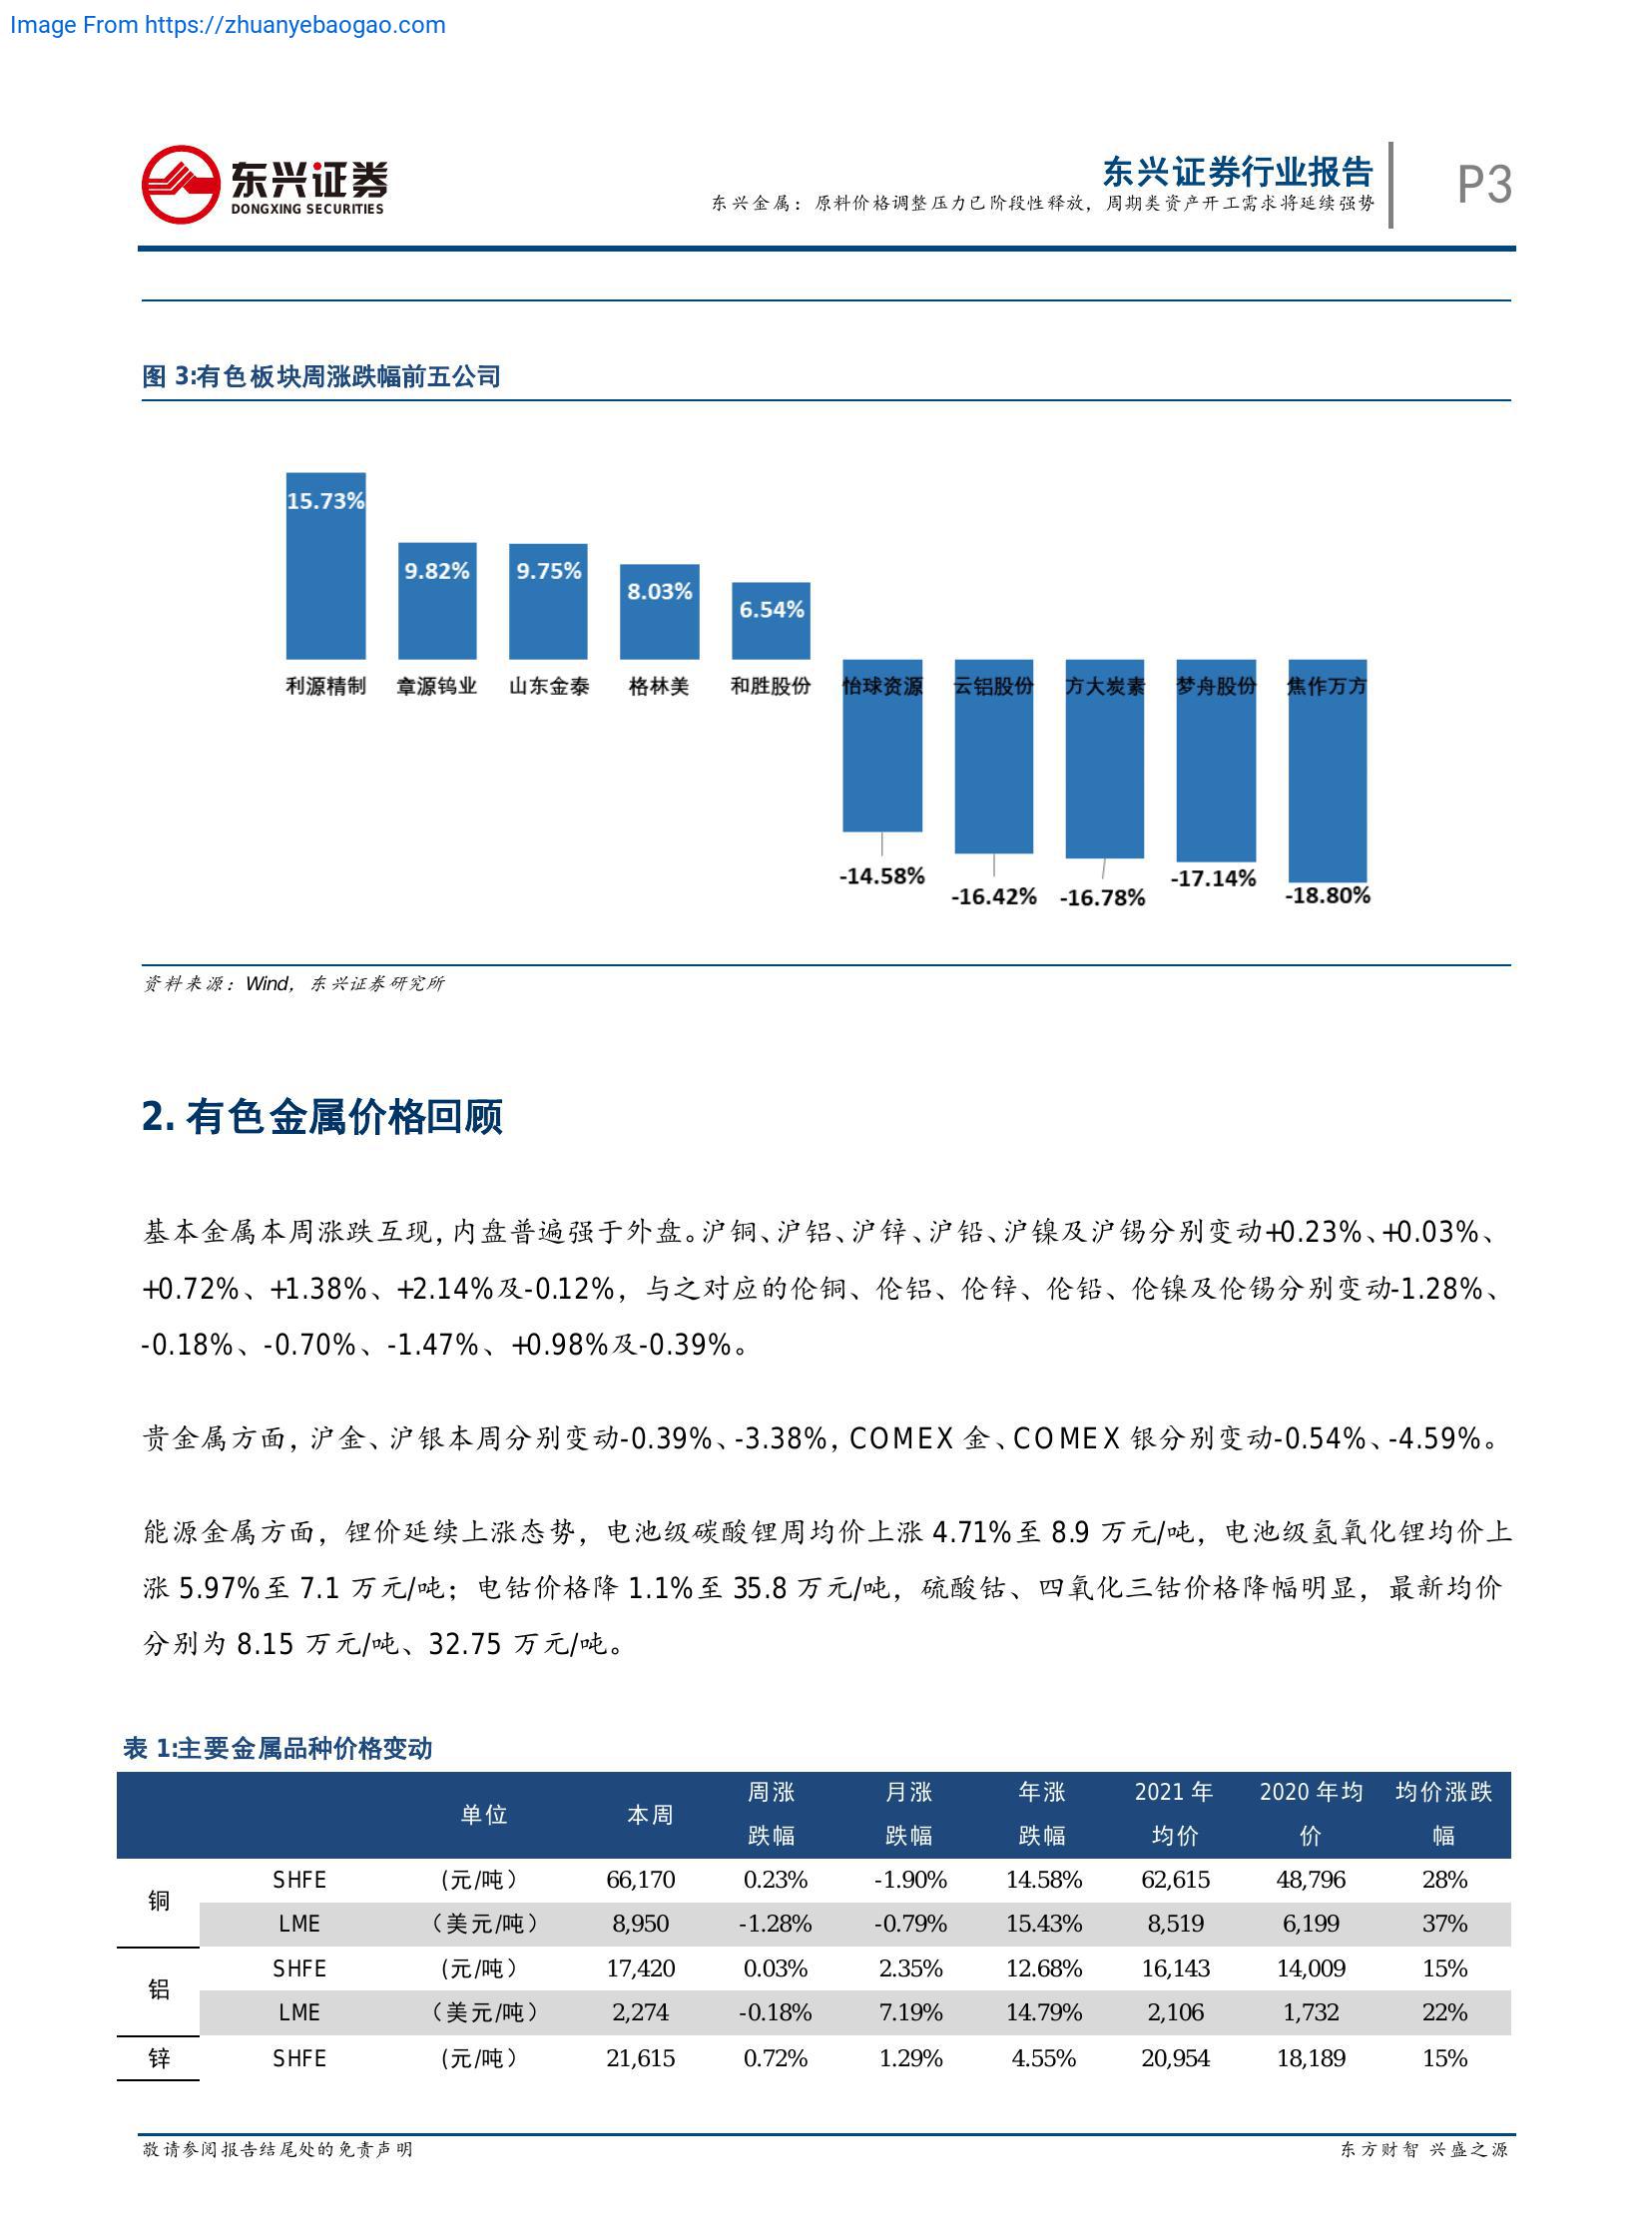 Image From https://zhuanyebaogao.com
东兴证券
DONGXING SECURITIES
东兴证券行业报告
东兴金属：原料价格调整压力已阶段性释放，周期类资产开工需求将延续强势
P3
图 3:有色板块周涨跌幅前五公司
15.73%
9.82% 9.75%
8.03%
6.54%
利源精制 章源钨业 山东金泰 格林美 和胜股份 怡球资源 云铝股份 方大炭素 梦舟股份 焦作万方
-14.58% -16.42% -16.78% -17.14% -18.80%
资料来源：Wind，东兴证券研究所
2. 有色金属价格回顾
基本金属本周涨跌互现，内盘普遍强于外盘。沪铜、沪铝、沪锌、沪铅、沪镍及沪锡分别变动+0.23%、+0.03%、
+0.72%、+1.38%、+2.14%及-0.12%，与之对应的伦铜、伦铝、伦锌、伦铅、伦镍及伦锡分别变动-1.28%、
-0.18%、-0.70%、-1.47%、+0.98%及-0.39%。
贵金属方面，沪金、沪银本周分别变动-0.39%、-3.38%，COMEX 金、COMEX 银分别变动-0.54%、-4.59%。
能源金属方面，锂价延续上涨态势，电池级碳酸锂周均价上涨 4.71%至 8.9 万元/吨，电池级氢氧化锂均价上
涨 5.97%至 7.1 万元/吨；电钴价格降 1.1%至 35.8 万元/吨，硫酸钴、四氧化三钴价格降幅明显，最新均价
分别为 8.15 万元/吨、32.75 万元/吨。
表 1:主要金属品种价格变动
单位 本周 周涨跌幅 月涨跌幅 年涨跌幅 2021 年均价 2020 年均价 均价涨跌幅
铜 SHFE (元/吨） 66,170 0.23% -1.90% 14.58% 62,615 48,796 28%
LME （美元/吨） 8,950 -1.28% -0.79% 15.43% 8,519 6,199 37%
铝 SHFE (元/吨） 17,420 0.03% 2.35% 12.68% 16,143 14,009 15%
LME （美元/吨） 2,274 -0.18% 7.19% 14.79% 2,106 1,732 22%
锌 SHFE (元/吨） 21,615 0.72% 1.29% 4.55% 20,954 18,189 15%
敬请参阅报告结尾处的免责声明
东方财智 兴盛之源